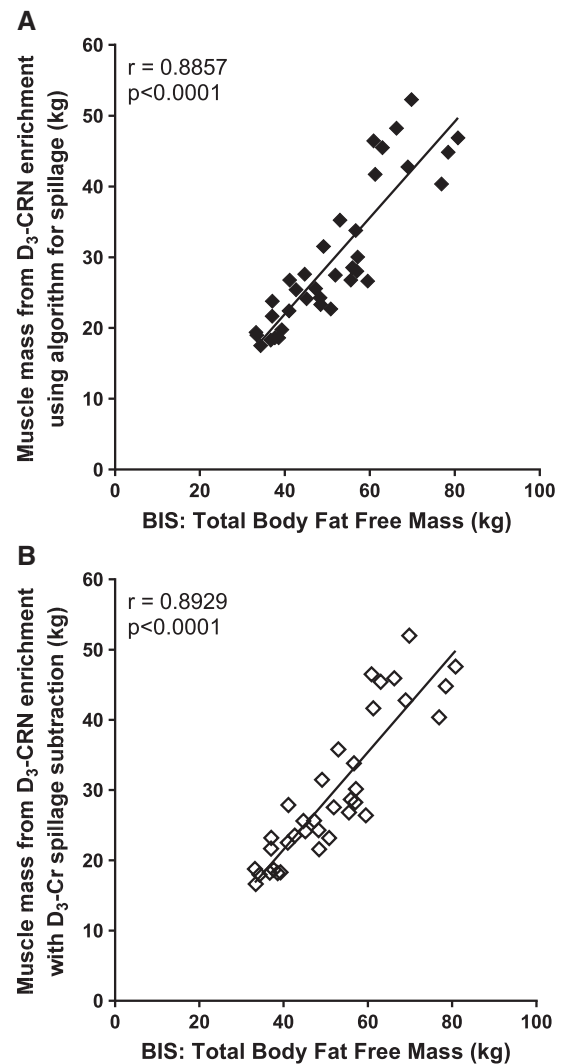 A
Muscle mass from D₃-CRN enrichment
using algorithm for spillage (kg)
r = 0.8857
p<0.0001
60
50
40
30
20
10
0
0 20 40 60 80 100
BIS: Total Body Fat Free Mass (kg)
B
Muscle mass from D₃-CRN enrichment
with D₃-Cr spillage subtraction (kg)
r = 0.8929
p<0.0001
60
50
40
30
20
10
0
0 20 40 60 80 100
BIS: Total Body Fat Free Mass (kg)